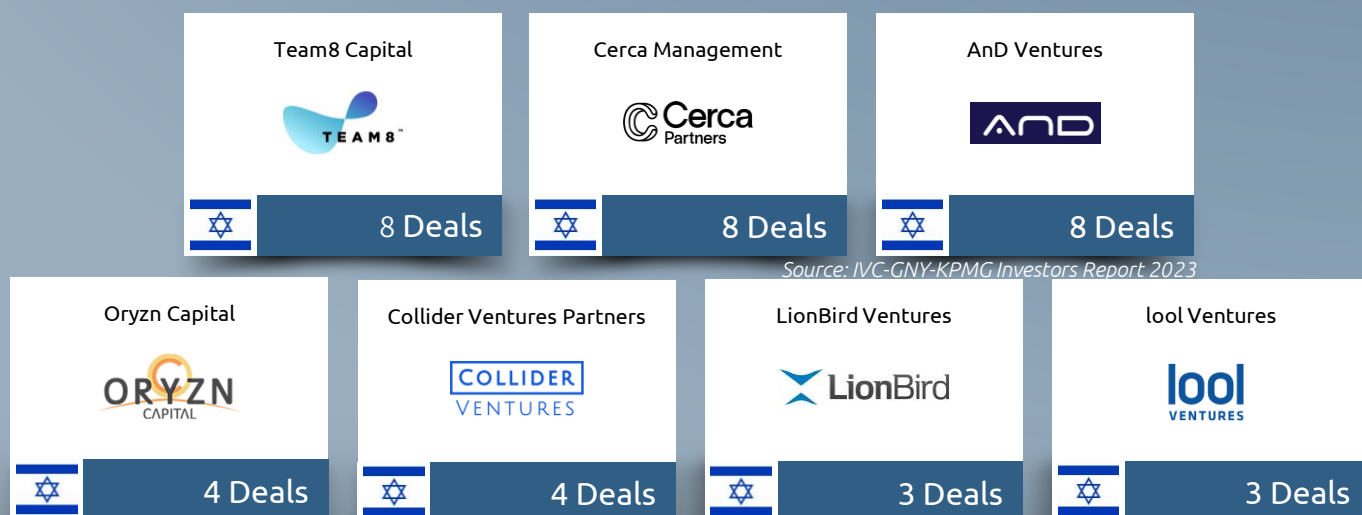 Team8 Capital
TEAM8™
8 Deals
Cerca Management
Cerca
Partners
8 Deals
AnD Ventures
AND
8 Deals
Source: IVC-GNY-KPMG Investors Report 2023
Oryzn Capital
ORYZN
CAPITAL
4 Deals
Collider Ventures Partners
COLLIDER
VENTURES
4 Deals
LionBird Ventures
LionBird
3 Deals
lool Ventures
lool
VENTURES
3 Deals